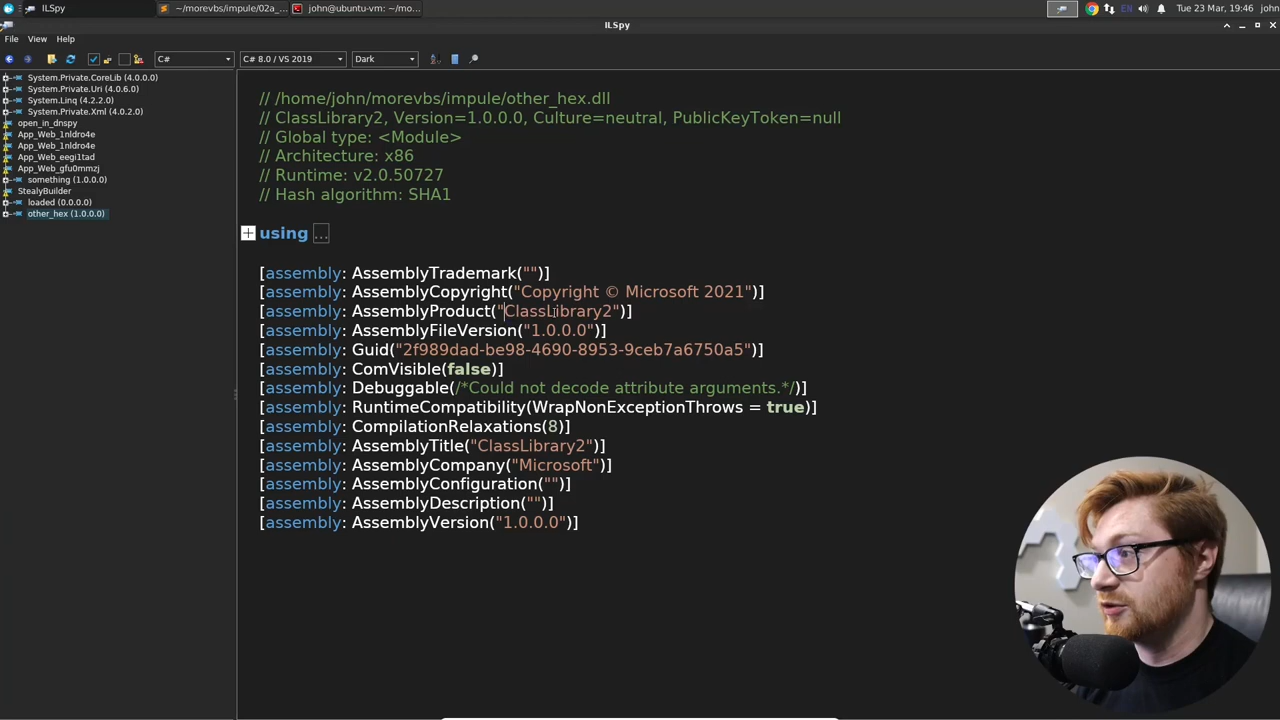 ILSpy
~/morevbs/impule/02a_...
john@ubuntu-vm: ~/mo...
EN
Tue 23 Mar, 19:46
john
ILSpy
File View Help
C#
C# 8.0 / VS 2019
Dark
System.Private.CoreLib (4.0.0.0)
System.Private.Uri (4.0.6.0)
System.Linq (4.2.2.0)
System.Private.Xml (4.0.2.0)
open_in_dnspy
App_Web_1nldro4e
App_Web_1nldro4e
App_Web_eegi1tad
App_Web_gfu0mmzj
something (1.0.0.0)
StealyBuilder
loaded (0.0.0.0)
other_hex (1.0.0.0)
// /home/john/morevbs/impule/other_hex.dll
// ClassLibrary2, Version=1.0.0.0, Culture=neutral, PublicKeyToken=null
// Global type: <Module>
// Architecture: x86
// Runtime: v2.0.50727
// Hash algorithm: SHA1
using ...
[assembly: AssemblyTrademark("")]
[assembly: AssemblyCopyright("Copyright © Microsoft 2021")]
[assembly: AssemblyProduct("ClassLibrary2")]
[assembly: AssemblyFileVersion("1.0.0.0")]
[assembly: Guid("2f989dad-be98-4690-8953-9ceb7a6750a5")]
[assembly: ComVisible(false)]
[assembly: Debuggable(/*Could not decode attribute arguments.*/)]
[assembly: RuntimeCompatibility(WrapNonExceptionThrows = true)]
[assembly: CompilationRelaxations(8)]
[assembly: AssemblyTitle("ClassLibrary2")]
[assembly: AssemblyCompany("Microsoft")]
[assembly: AssemblyConfiguration("")]
[assembly: AssemblyDescription("")]
[assembly: AssemblyVersion("1.0.0.0")]